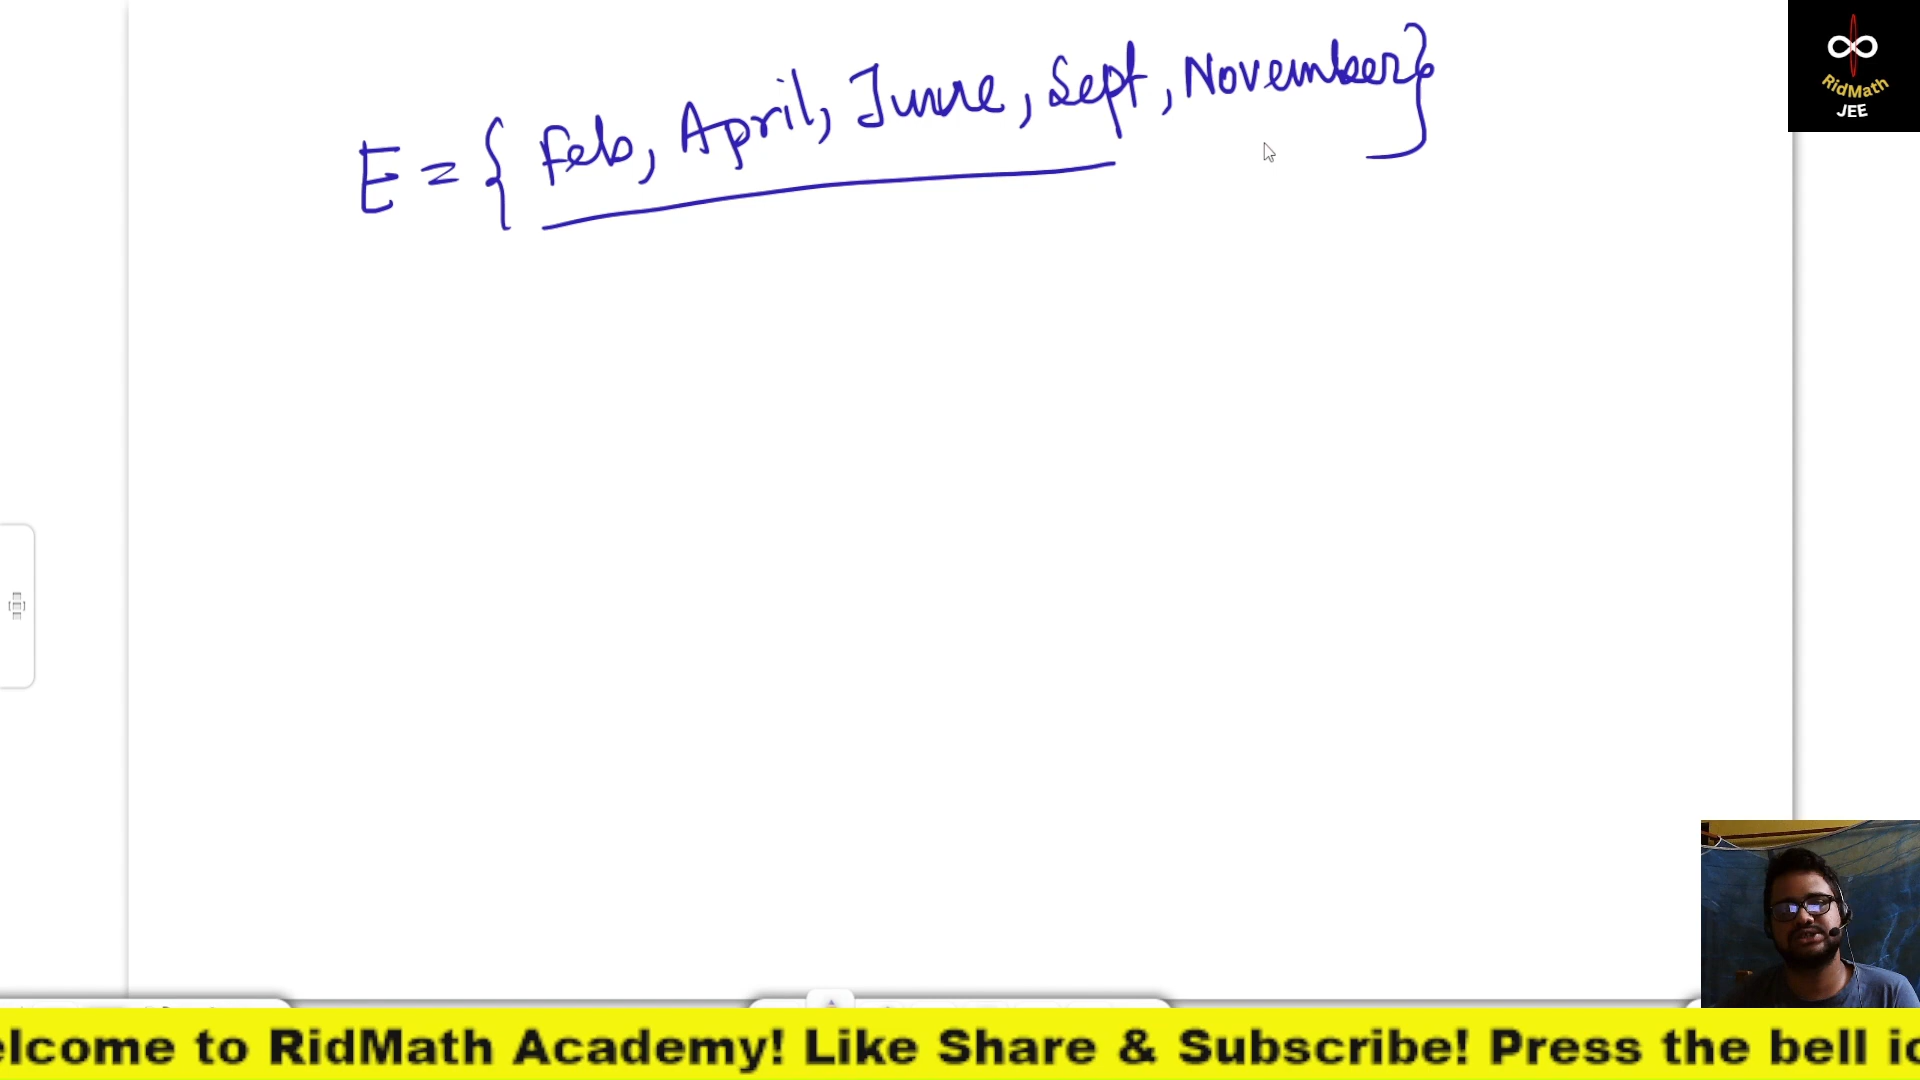 RidMath
JEE
E = { Feb, April, June, Sept, November}
elcome to RidMath Academy! Like Share & Subscribe! Press the bell ic